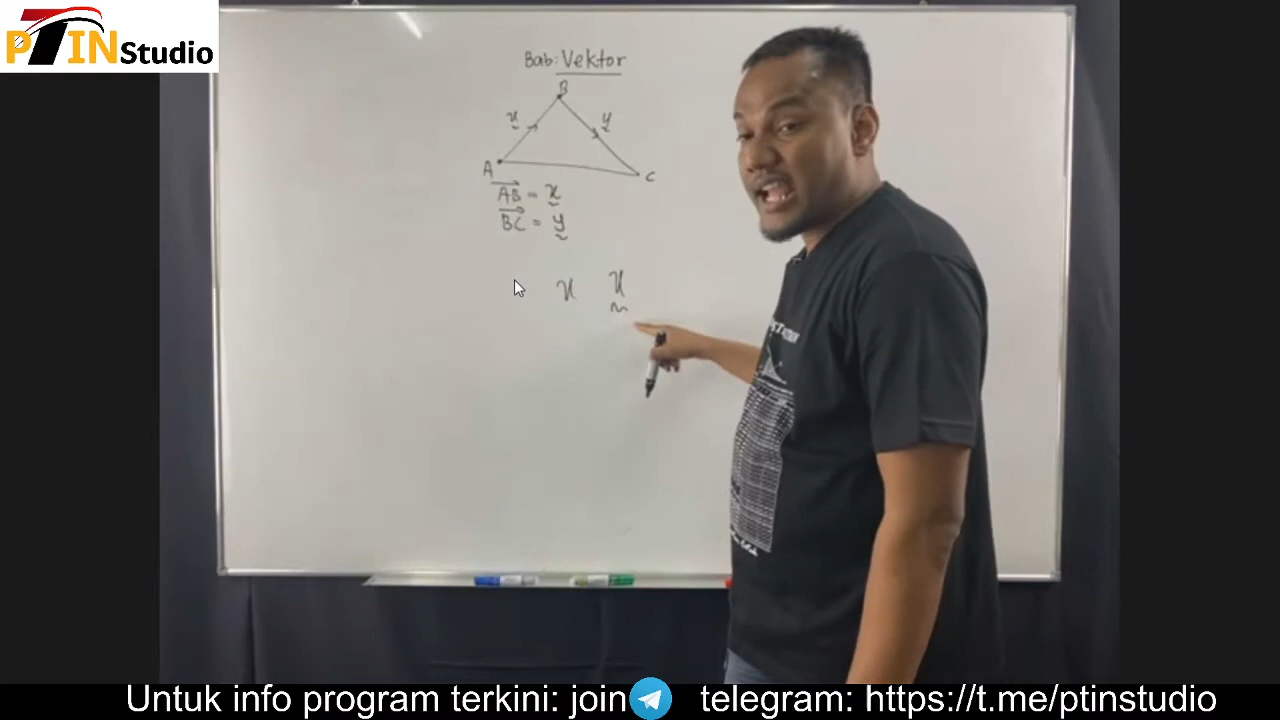 PTIN Studio
Bab: Vektor
B
x̰ y̰
A C
AB = x̰
BC = y̰
x x̰
Untuk info program terkini: join telegram: https://t.me/ptinstudio